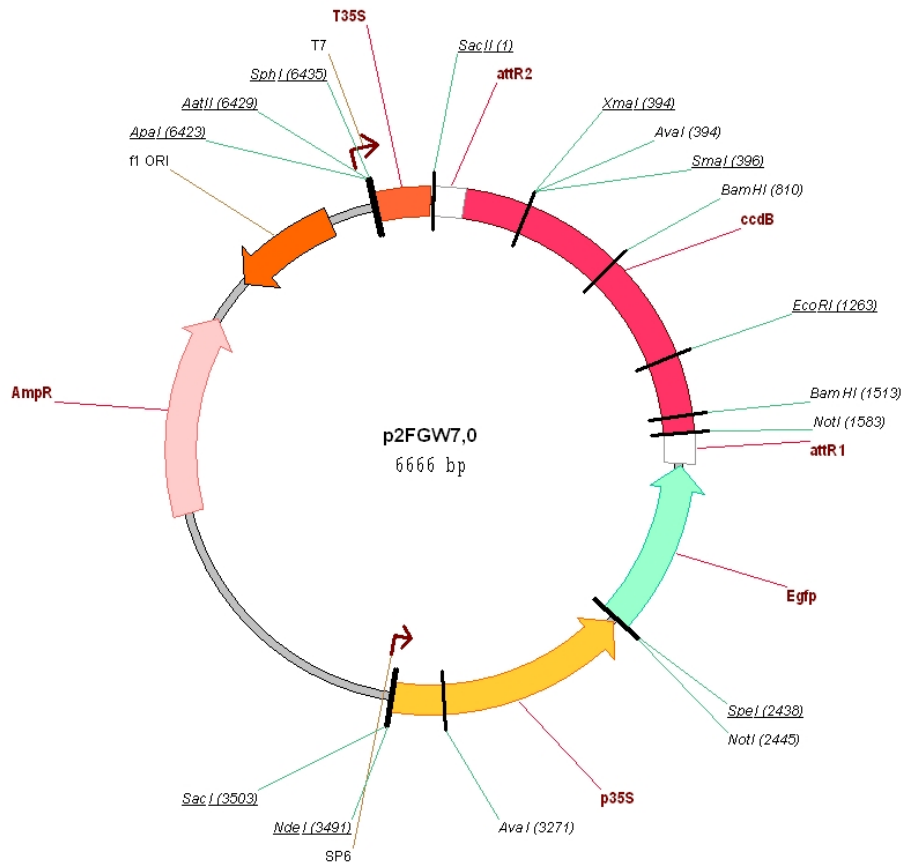 T35S
T7
SacII (1)
SphI (6435)
attR2
AatII (6429)
XmaI (394)
ApaI (6423)
AvaI (394)
f1 ORI
SmaI (396)
BamHI (810)
ccdB
EcoRI (1263)
AmpR
BamHI (1513)
p2FGW7,0
NotI (1583)
6666 bp
attR1
Egfp
SpeI (2438)
NotI (2445)
SacI (3503)
p35S
NdeI (3491)
AvaI (3271)
SP6